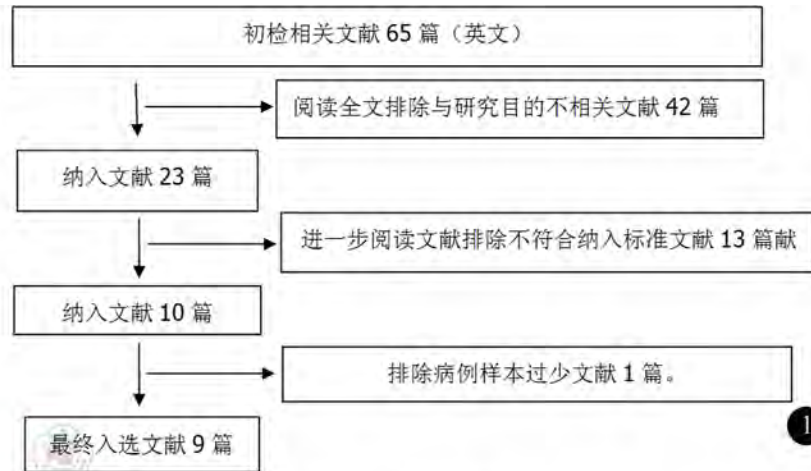 初检相关文献 65 篇（英文）
阅读全文排除与研究目的不相关文献 42 篇
纳入文献 23 篇
进一步阅读文献排除不符合纳入标准文献 13 篇献
纳入文献 10 篇
排除病例样本过少文献 1 篇。
最终入选文献 9 篇
1